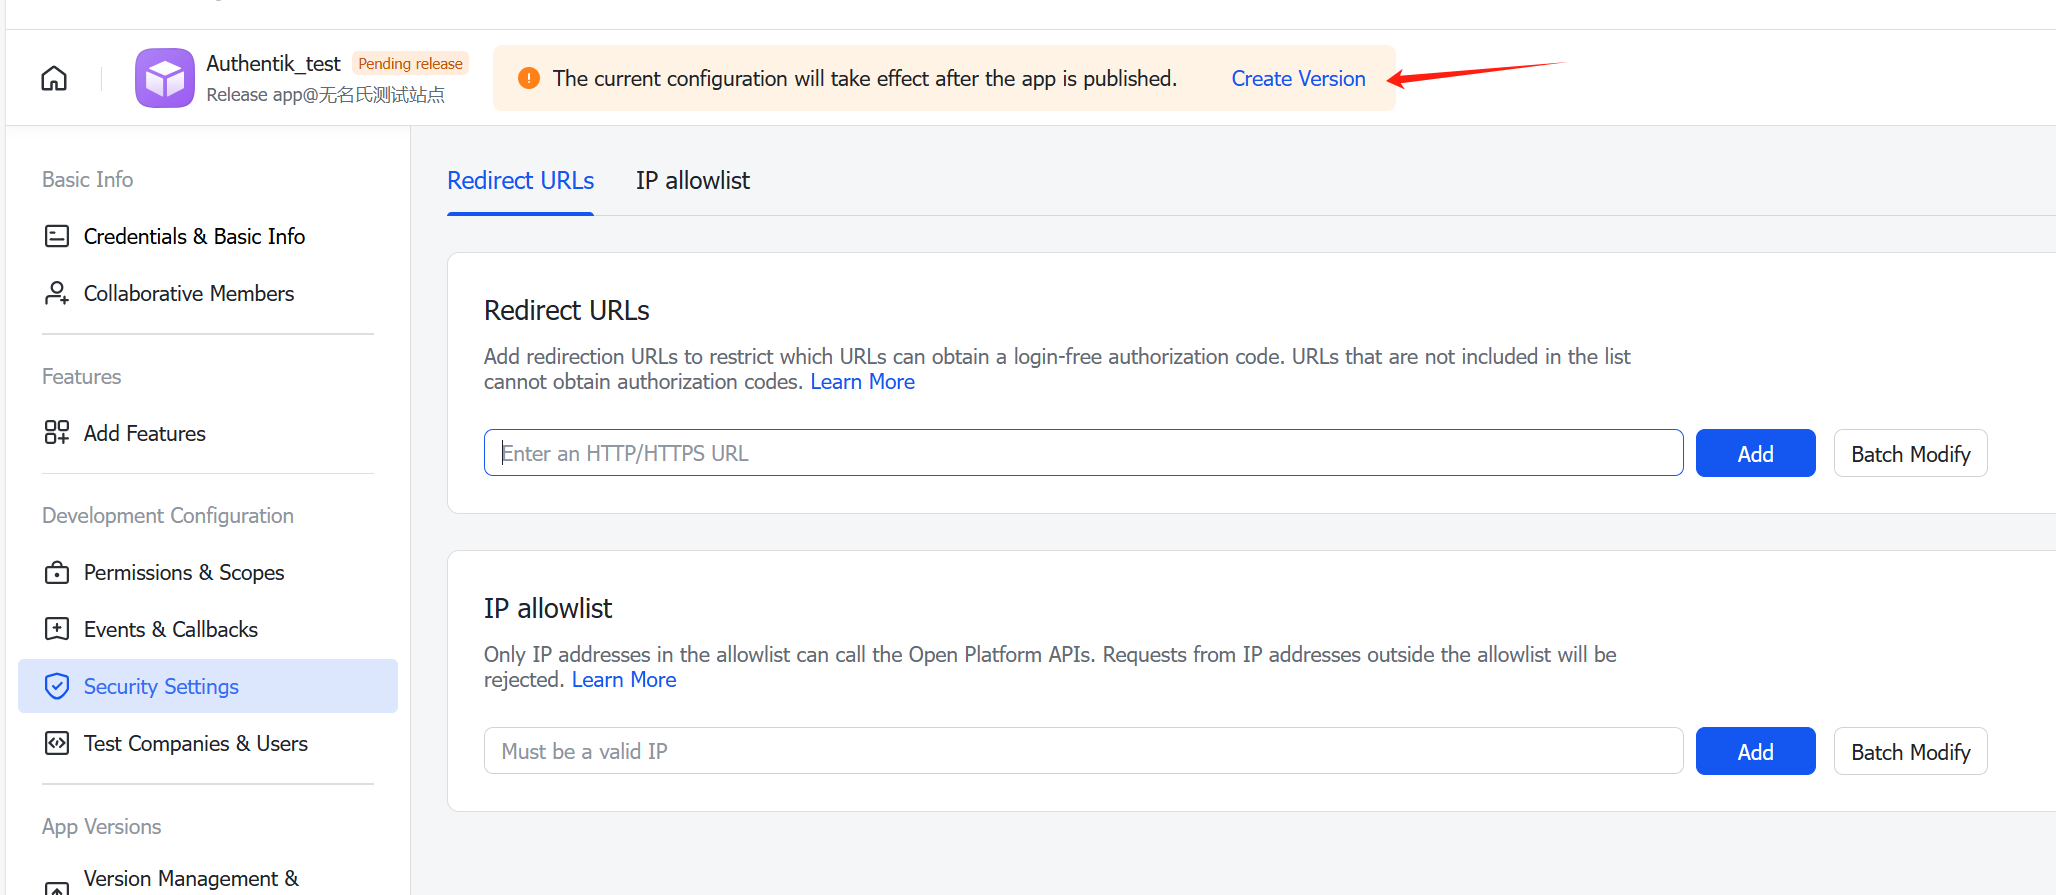 Authentik_test Pending release
Release app@无名氏测试站点
The current configuration will take effect after the app is published. Create Version
Basic Info
Credentials & Basic Info
Collaborative Members
Features
Add Features
Development Configuration
Permissions & Scopes
Events & Callbacks
Security Settings
Test Companies & Users
App Versions
Version Management &
Redirect URLs IP allowlist
Redirect URLs
Add redirection URLs to restrict which URLs can obtain a login-free authorization code. URLs that are not included in the list
cannot obtain authorization codes. Learn More
Enter an HTTP/HTTPS URL Add Batch Modify
IP allowlist
Only IP addresses in the allowlist can call the Open Platform APIs. Requests from IP addresses outside the allowlist will be
rejected. Learn More
Must be a valid IP Add Batch Modify